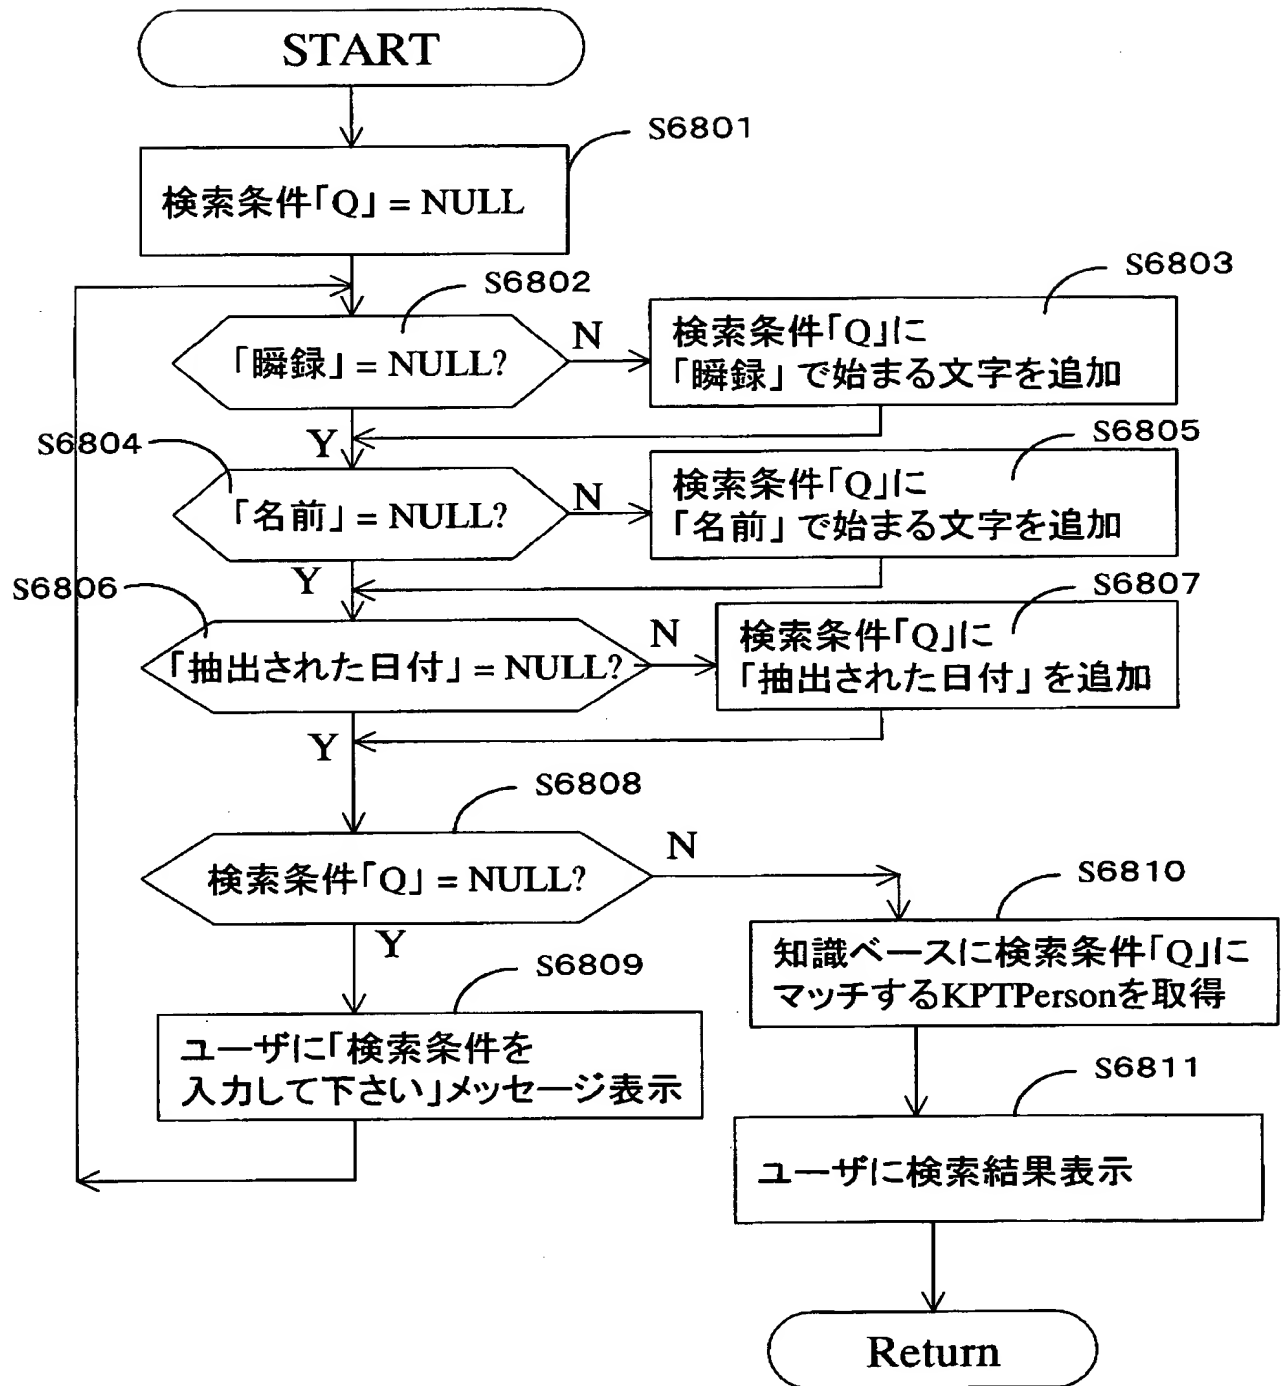 START
S6801
検索条件「Q」= NULL
S6802
「瞬録」= NULL?
N
S6803
検索条件「Q」に
「瞬録」で始まる文字を追加
Y
S6804
「名前」= NULL?
N
S6805
検索条件「Q」に
「名前」で始まる文字を追加
Y
S6806
「抽出された日付」= NULL?
N
S6807
検索条件「Q」に
「抽出された日付」を追加
Y
S6808
検索条件「Q」= NULL?
N
Y
S6809
ユーザに「検索条件を
入力して下さい」メッセージ表示
S6810
知識ベースに検索条件「Q」に
マッチするKPTPersonを取得
S6811
ユーザに検索結果表示
Return